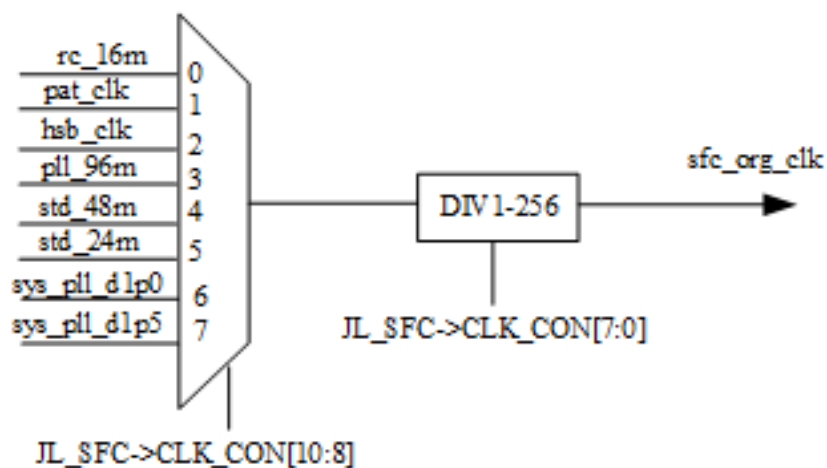 rc_16m
0
pat_clk
1
hsb_clk
2
pll_96m
3
std_48m
4
std_24m
5
sys_pll_d1p0
6
sys_pll_d1p5
7
sfc_org_clk
DIV1-256
JL_SFC->CLK_CON[7:0]
JL_SFC->CLK_CON[10:8]